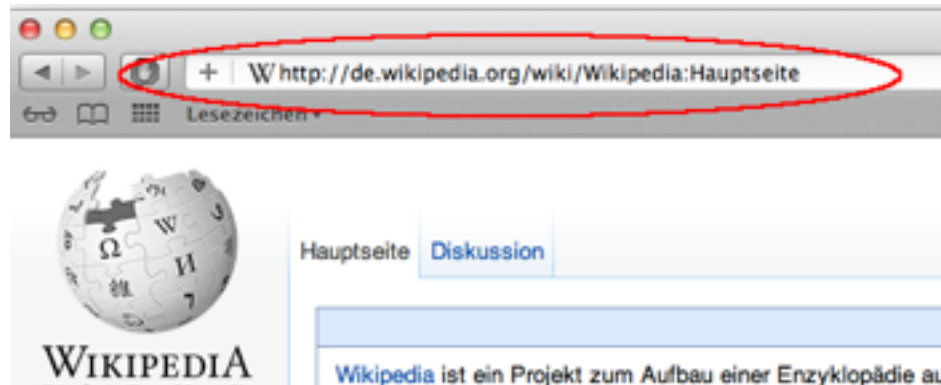 W http://de.wikipedia.org/wiki/Wikipedia:Hauptseite
Lesezeichen
Ω W И 7
WIKIPEDIA
Hauptseite Diskussion
Wikipedia ist ein Projekt zum Aufbau einer Enzyklopädie